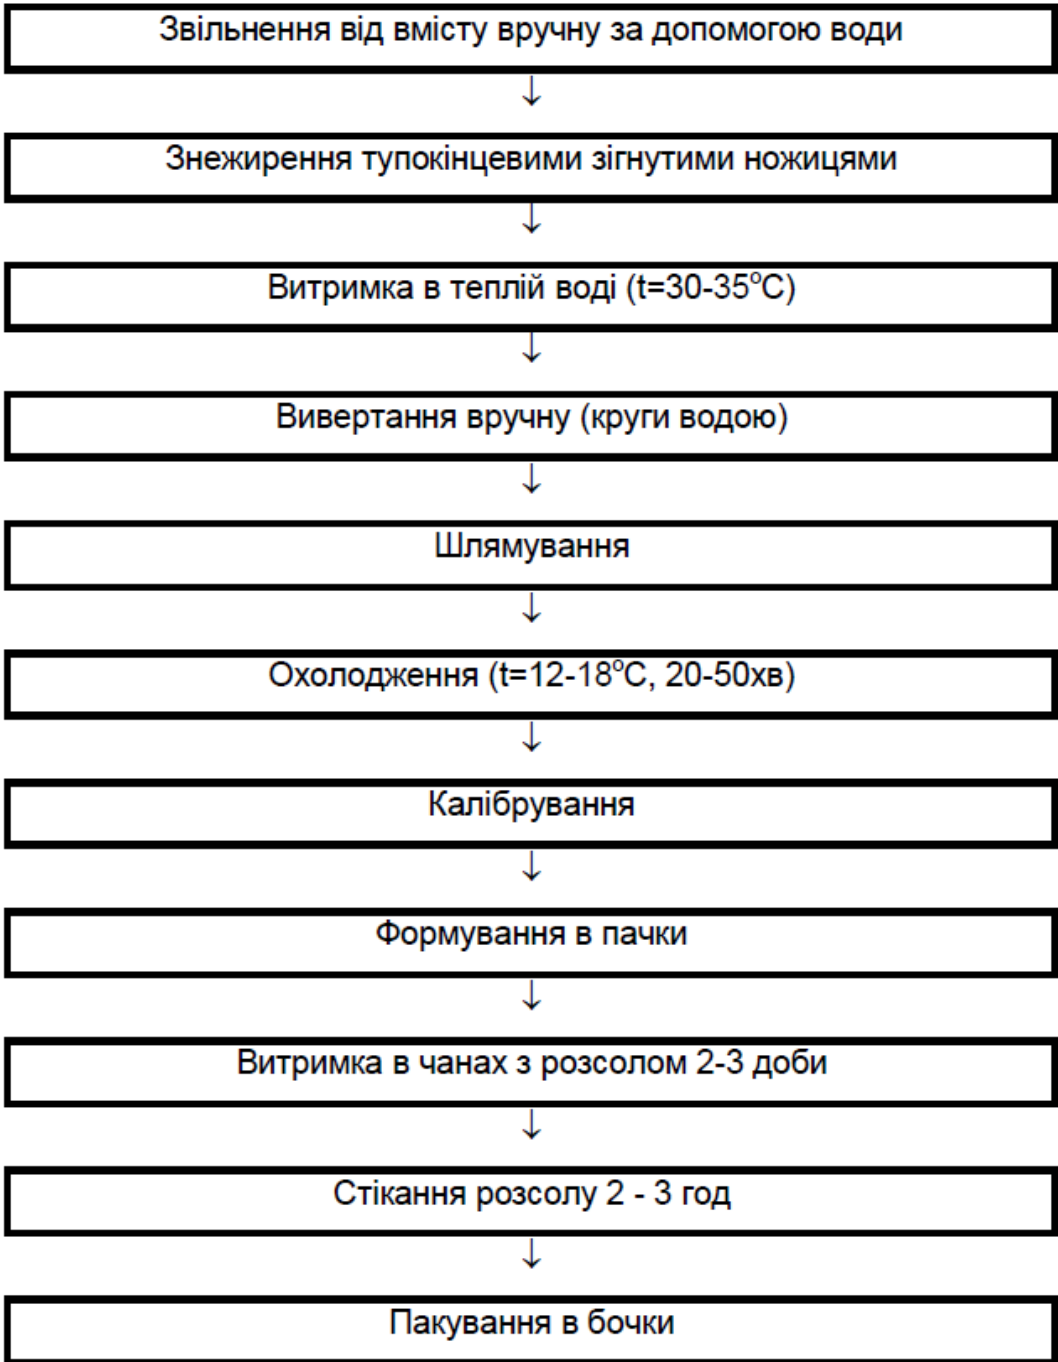 Звільнення від вмісту вручну за допомогою води
↓
Знежирення тупокінцевими зігнутими ножицями
↓
Витримка в теплій воді (t=30-35°С)
↓
Вивертання вручну (круги водою)
↓
Шлямування
↓
Охолодження (t=12-18°С, 20-50хв)
↓
Калібрування
↓
Формування в пачки
↓
Витримка в чанах з розсолом 2-3 доби
↓
Стікання розсолу 2 - 3 год
↓
Пакування в бочки